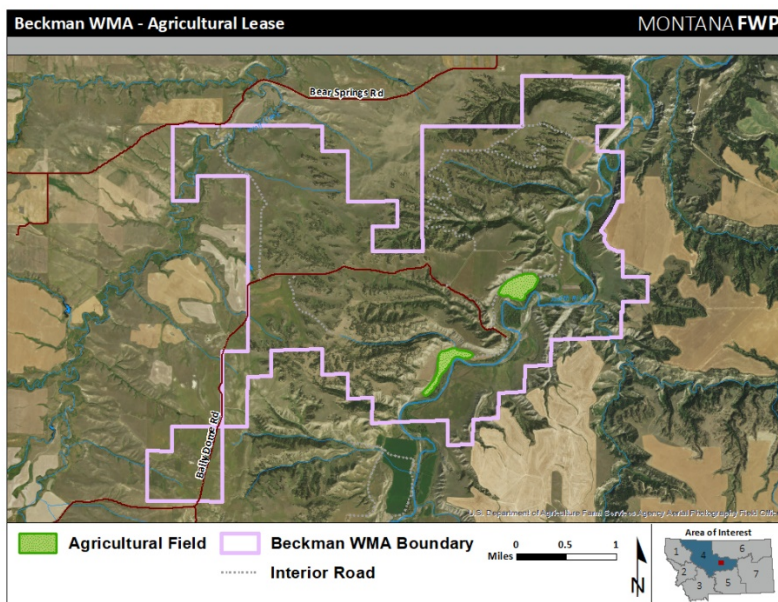 Beckman WMA - Agricultural Lease
MONTANA FWP
Bear Springs Rd
Bally Dome Rd
U.S. Department of Agriculture Farm Services Agency Aerial Photography Field Office
Agricultural Field
Beckman WMA Boundary
Interior Road
0 0.5 1
Miles
N
Area of Interest
1
2
3
4
5
6
7